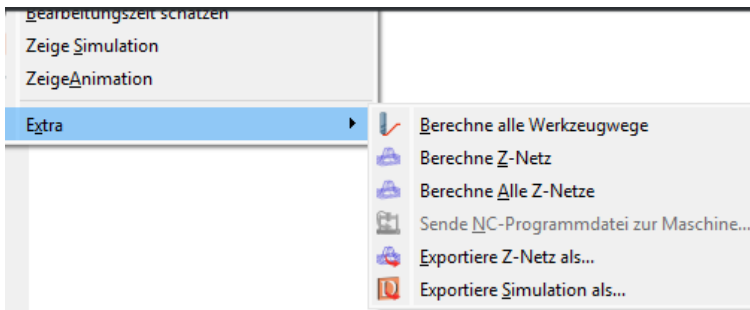 Bearbeitungszeit schätzen
Zeige Simulation
ZeigeAnimation
Extra
Berechne alle Werkzeugwege
Berechne Z-Netz
Berechne Alle Z-Netze
Sende NC-Programmdatei zur Maschine...
Exportiere Z-Netz als...
Exportiere Simulation als...